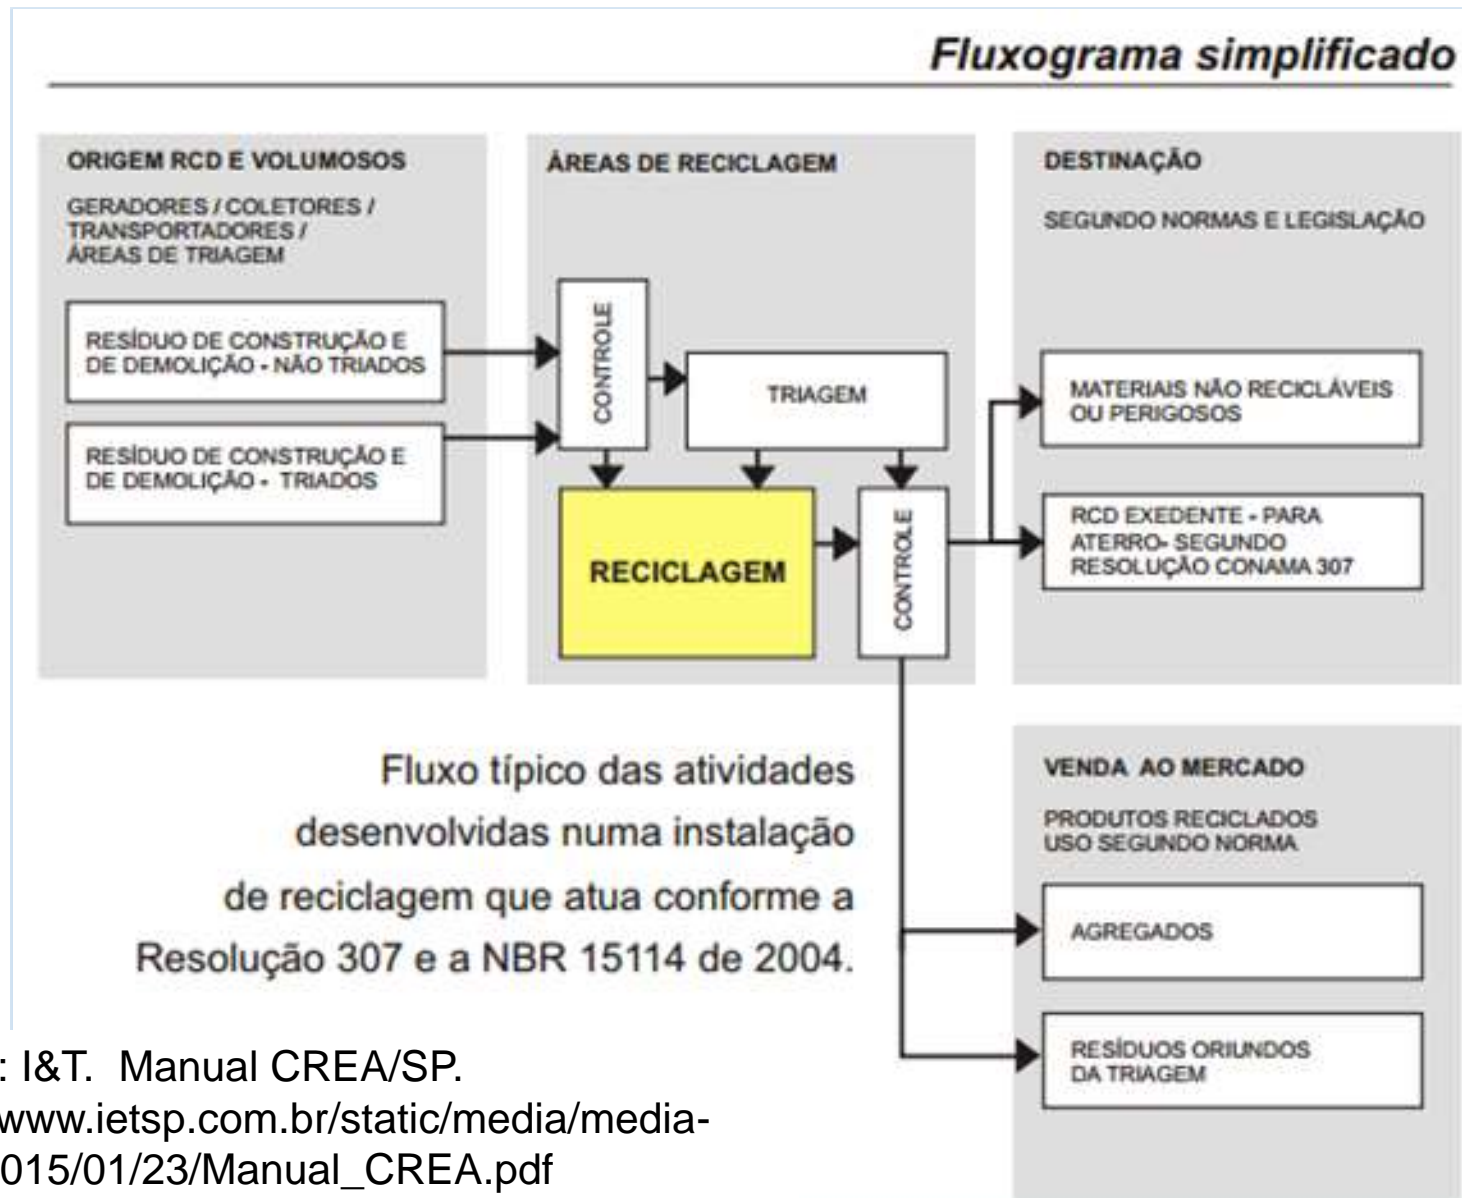 Fluxograma simplificado
ORIGEM RCD E VOLUMOSOS
GERADORES / COLETORES /
TRANSPORTADORES /
ÁREAS DE TRIAGEM
RESÍDUO DE CONSTRUÇÃO E
DE DEMOLIÇÃO - NÃO TRIADOS
RESÍDUO DE CONSTRUÇÃO E
DE DEMOLIÇÃO - TRIADOS
ÁREAS DE RECICLAGEM
CONTROLE
TRIAGEM
RECICLAGEM
CONTROLE
DESTINAÇÃO
SEGUNDO NORMAS E LEGISLAÇÃO
MATERIAIS NÃO RECICLÁVEIS
OU PERIGOSOS
RCD EXEDENTE - PARA
ATERRO- SEGUNDO
RESOLUÇÃO CONAMA 307
Fluxo típico das atividades
desenvolvidas numa instalação
de reciclagem que atua conforme a
Resolução 307 e a NBR 15114 de 2004.
VENDA AO MERCADO
PRODUTOS RECICLADOS
USO SEGUNDO NORMA
AGREGADOS
RESÍDUOS ORIUNDOS
DA TRIAGEM
: I&T. Manual CREA/SP.
www.ietsp.com.br/static/media/media-
015/01/23/Manual_CREA.pdf